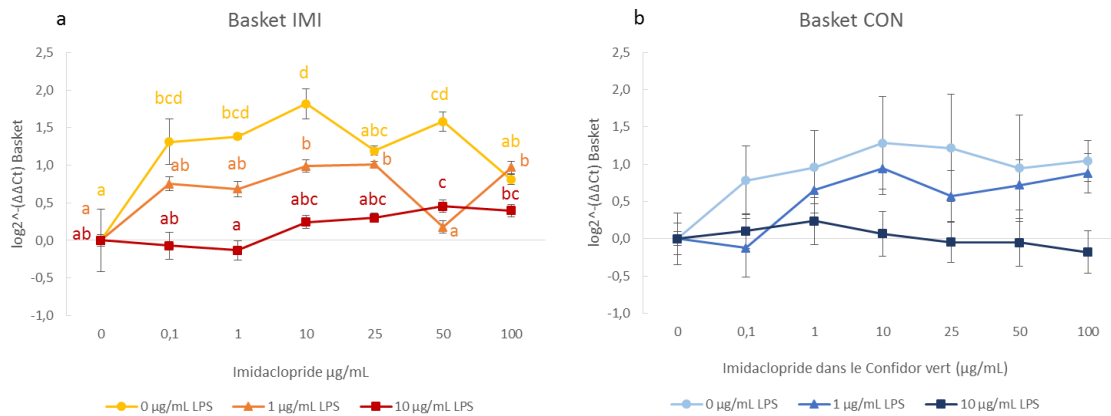 a
Basket IMI
log2^-(ΔΔCt) Basket
2,5
2,0
1,5
1,0
0,5
0,0
-0,5
-1,0
d
bcd
bcd
cd
abc
ab
a
ab
ab
b
b
b
a
a
ab
ab
a
abc
abc
c
bc
0
0,1
1
10
25
50
100
Imidaclopride µg/mL
0 µg/mL LPS
1 µg/mL LPS
10 µg/mL LPS
b
Basket CON
log2^-(ΔΔCt) Basket
2,5
2,0
1,5
1,0
0,5
0,0
-0,5
-1,0
0
0,1
1
10
25
50
100
Imidaclopride dans le Confidor vert (µg/mL)
0 µg/mL LPS
1 µg/mL LPS
10 µg/mL LPS